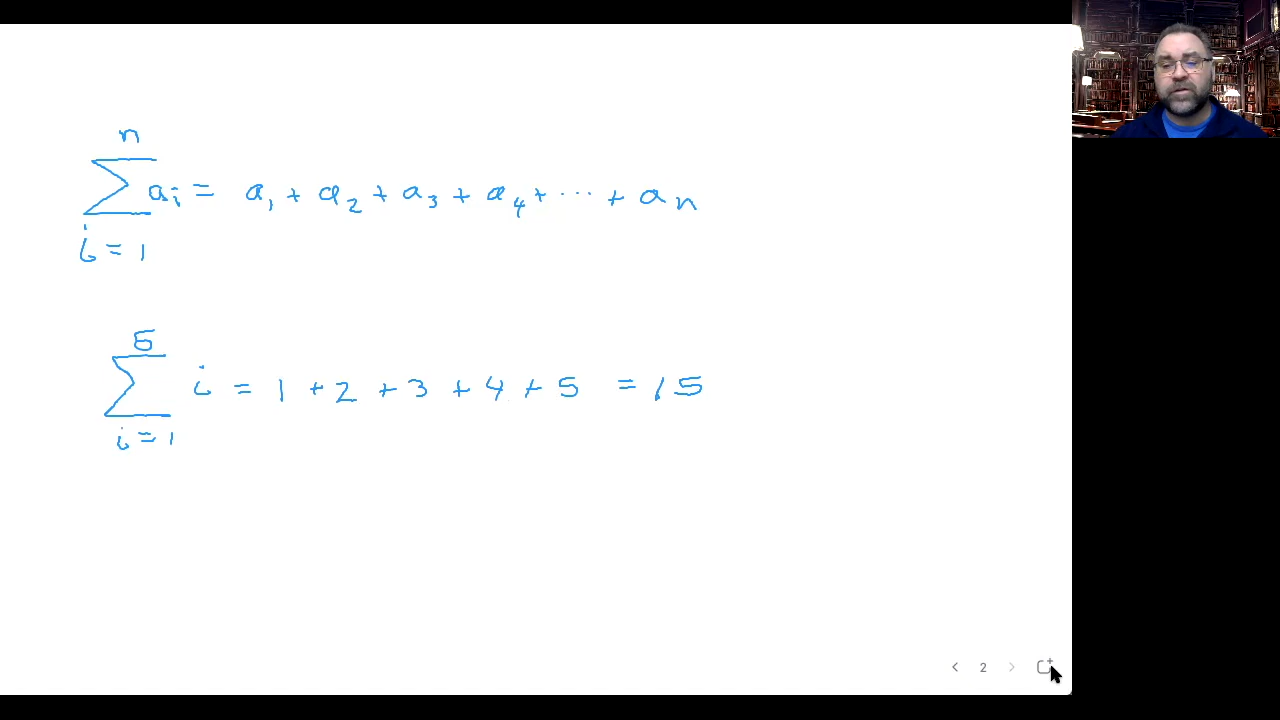 n
∑ aᵢ = a₁ + a₂ + a₃ + a₄ + ··· + aₙ
i = 1
5
∑ i = 1 + 2 + 3 + 4 + 5 = 15
i = 1
2